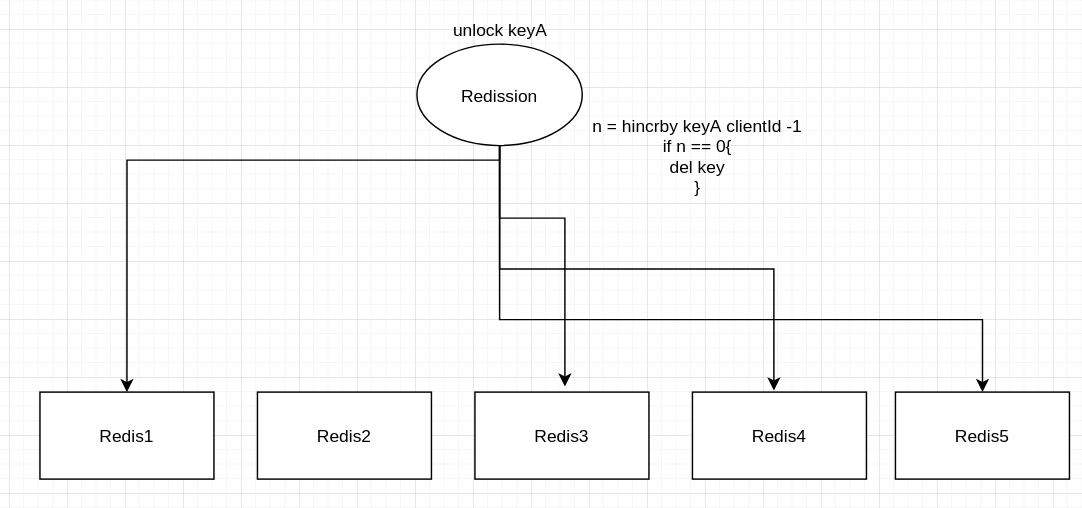 unlock keyA
Redission
n = hincrby keyA clientId -1
if n == 0{
del key
}
Redis1
Redis2
Redis3
Redis4
Redis5